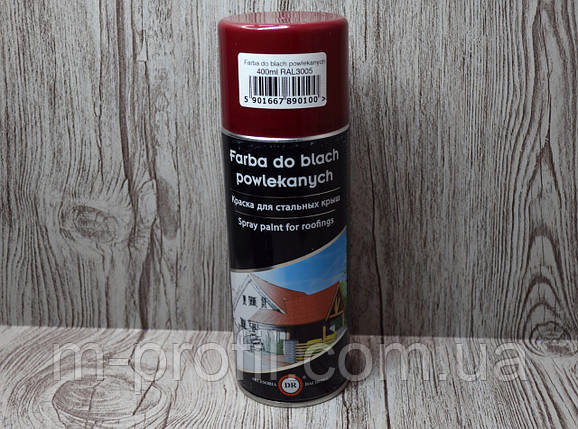 Farba do blach powlekanych
400ml RAL3005
5 901667 890100 >
Farba do blach
powlekanych
Краска для стальных крыш
Spray paint for roofings
DR
m-profil.com.ua